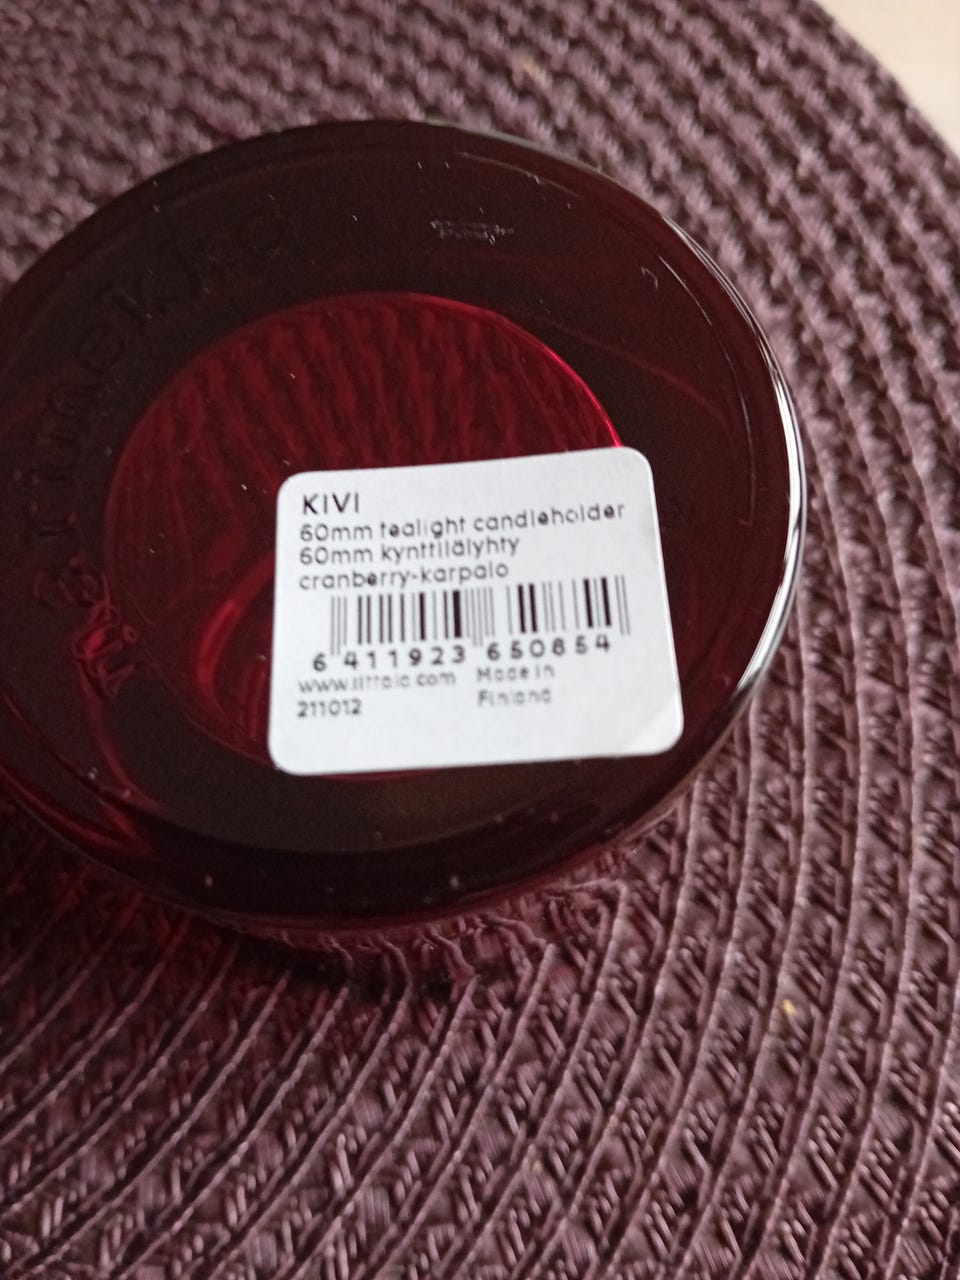 KIVI
60mm tealight candleholder
60mm kynttilälyhty
cranberry-karpalo
6 411923 650854
www.iittala.com Made in
211012 Finland